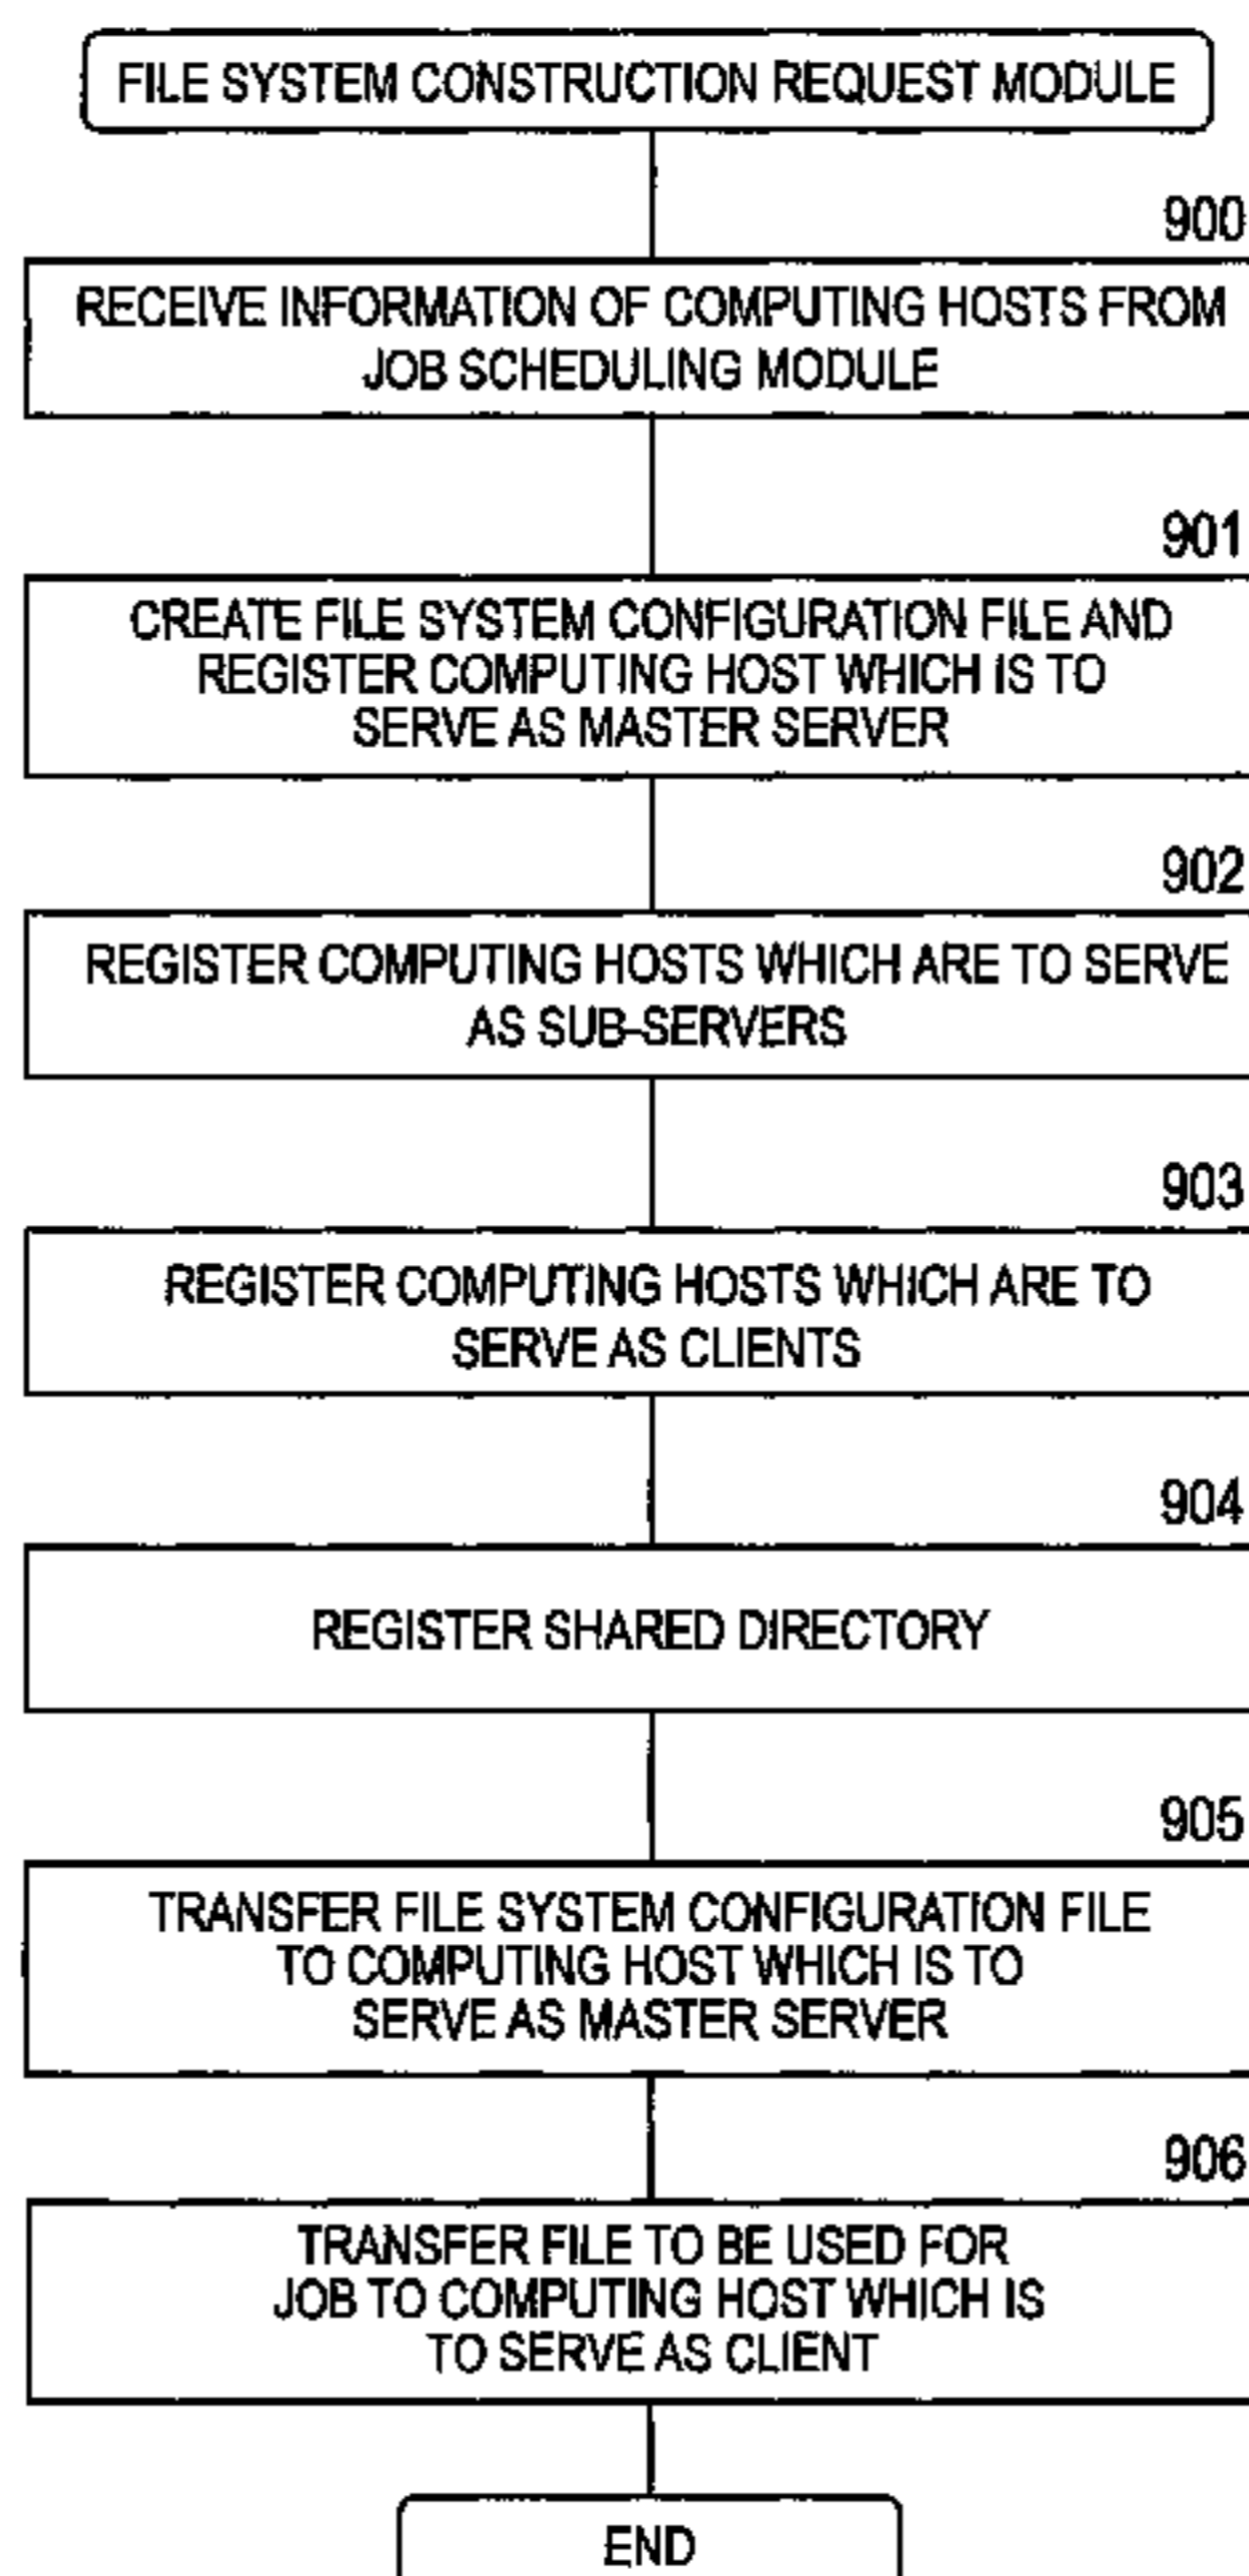 FILE SYSTEM CONSTRUCTION REQUEST MODULE
900
RECEIVE INFORMATION OF COMPUTING HOSTS FROM
JOB SCHEDULING MODULE
901
CREATE FILE SYSTEM CONFIGURATION FILE AND
REGISTER COMPUTING HOST WHICH IS TO
SERVE AS MASTER SERVER
902
REGISTER COMPUTING HOSTS WHICH ARE TO SERVE
AS SUB-SERVERS
903
REGISTER COMPUTING HOSTS WHICH ARE TO
SERVE AS CLIENTS
904
REGISTER SHARED DIRECTORY
905
TRANSFER FILE SYSTEM CONFIGURATION FILE
TO COMPUTING HOST WHICH IS TO
SERVE AS MASTER SERVER
906
TRANSFER FILE TO BE USED FOR
JOB TO COMPUTING HOST WHICH IS
TO SERVE AS CLIENT
END